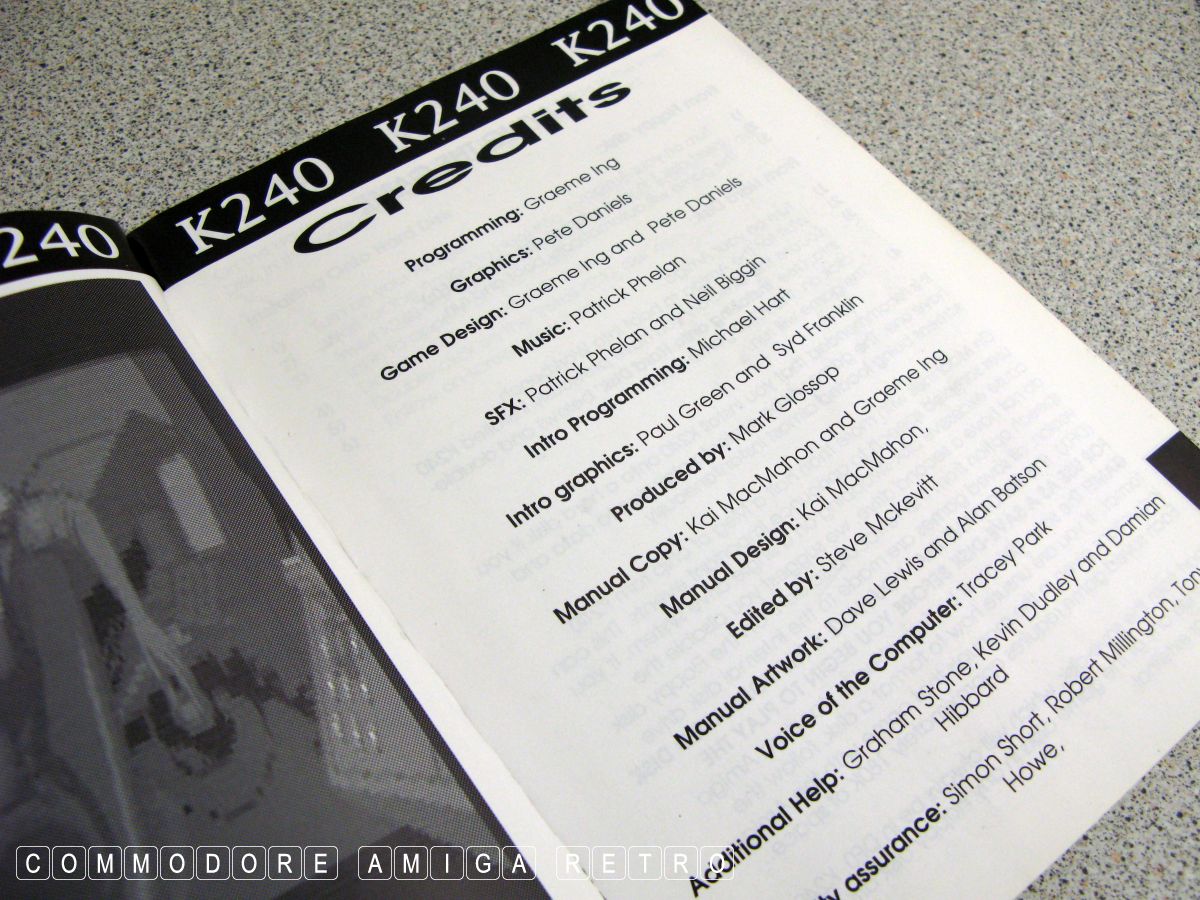 240
K240 K240 K240
Credits
Programming: Graeme Ing
Graphics: Pete Daniels
Game Design: Graeme Ing and Pete Daniels
Music: Patrick Phelan
SFX: Patrick Phelan and Neil Biggin
Intro Programming: Michael Hart
Intro graphics: Paul Green and Syd Franklin
Produced by: Mark Glossop
Manual Copy: Kai MacMahon and Graeme Ing
Manual Design: Kai MacMahon,
Edited by: Steve Mckevitt
Manual Artwork: Dave Lewis and Alan Batson
Voice of the Computer: Tracey Park
Additional Help: Graham Stone, Kevin Dudley and Damian
Hibbard
assurance: Simon Short, Robert Millington, Tony
Howe,
COMMODORE AMIGA RETRO